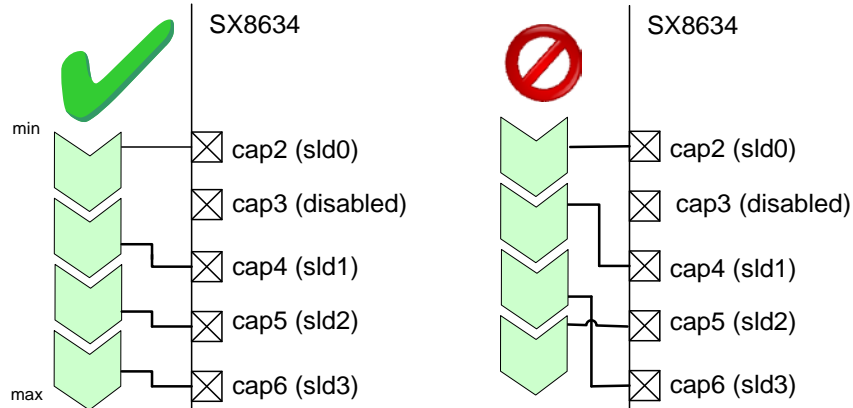 SX8634
min
cap2 (sld0)
cap3 (disabled)
cap4 (sld1)
cap5 (sld2)
cap6 (sld3)
max
SX8634
cap2 (sld0)
cap3 (disabled)
cap4 (sld1)
cap5 (sld2)
cap6 (sld3)